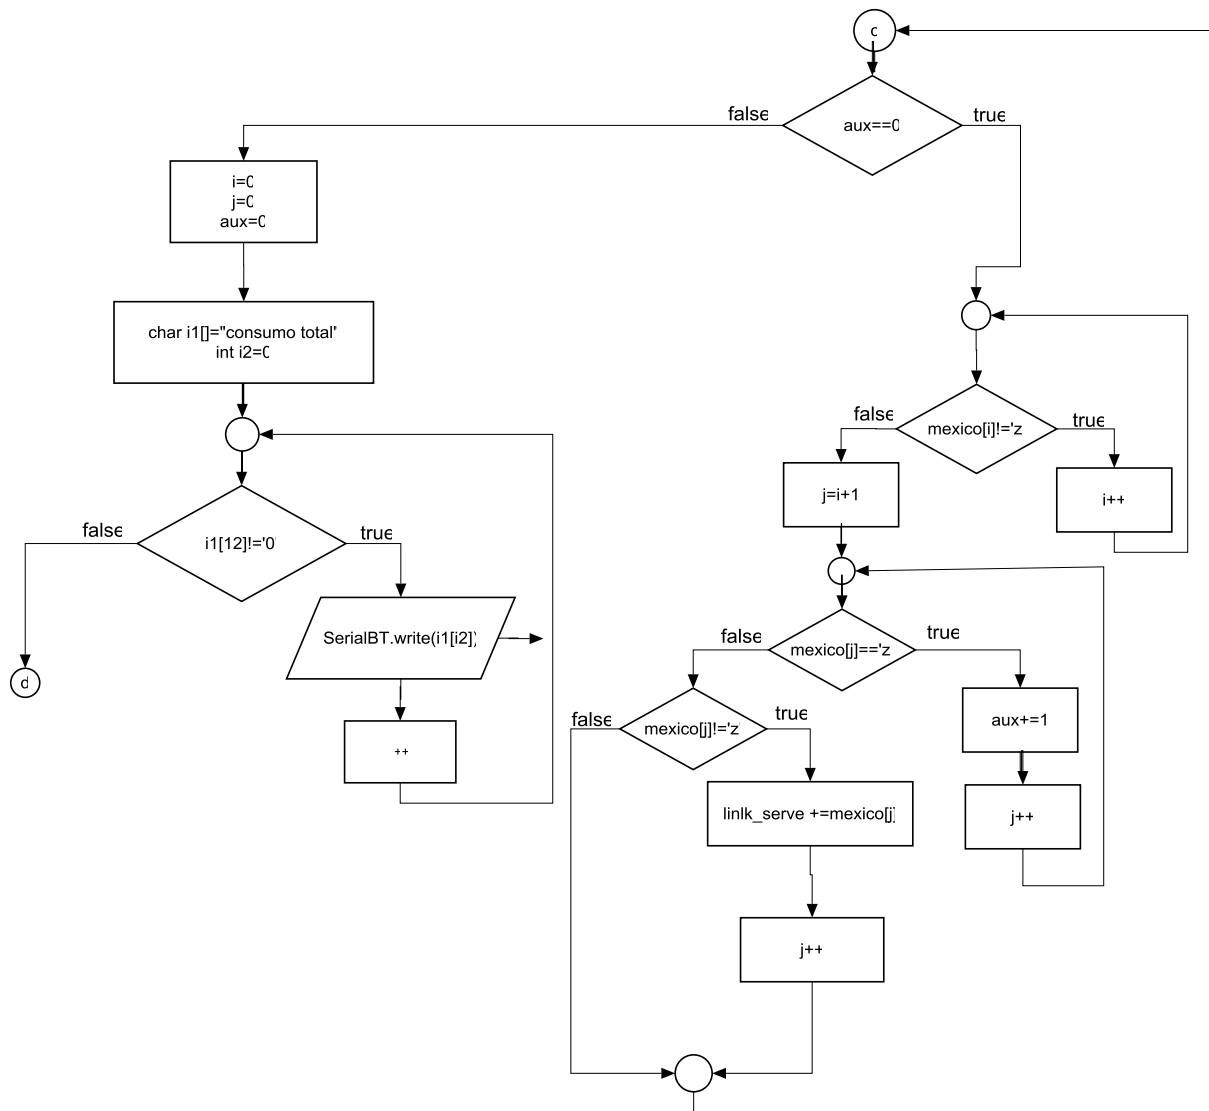 c
aux==0
false
true
i=0
j=0
aux=0
char i1[]="consumo total"
int i2=0
mexico[i]!='z
false
true
j=i+1
i++
i1[12]!='0'
false
true
SerialBT.write(i1[i2])
d
++
mexico[j]=='z
false
true
mexico[j]!='z'
false
true
aux+=1
linlk_serve +=mexico[j]
j++
j++